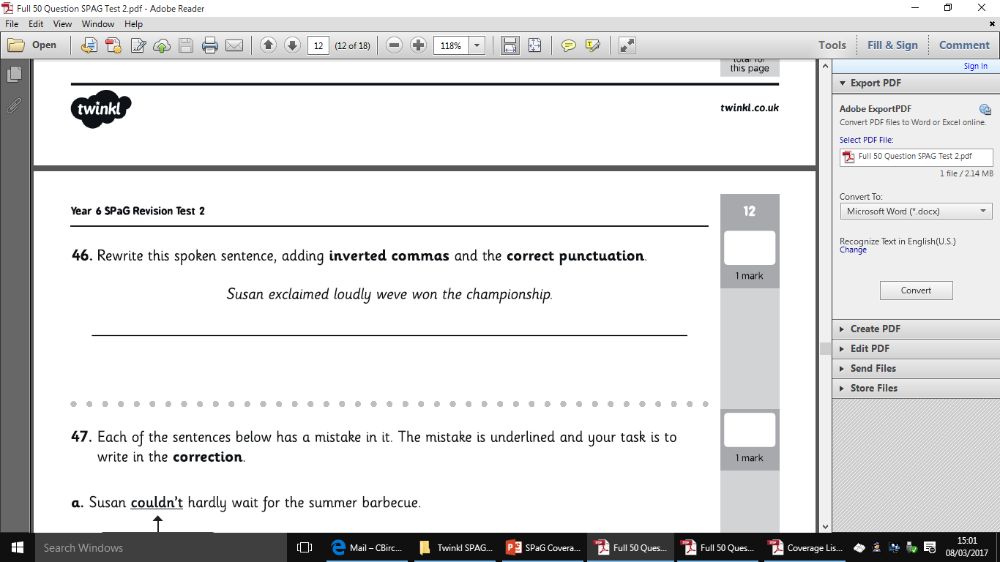 Full 50 Question SPAG Test 2.pdf - Adobe Reader
File Edit View Window Help
Open 12 (12 of 18) 118% Tools Fill & Sign Comment
total for
this page
twinkl
twinkl.co.uk
Sign In
Export PDF
Adobe ExportPDF
Convert PDF files to Word or Excel online.
Select PDF File:
Full 50 Question SPAG Test 2.pdf
1 file / 2.14 MB
Convert To:
Microsoft Word (*.docx)
Recognize Text in English(U.S.)
Change
Convert
Create PDF
Edit PDF
Send Files
Store Files
Year 6 SPaG Revision Test 2
12
46. Rewrite this spoken sentence, adding inverted commas and the correct punctuation.
1 mark
Susan exclaimed loudly weve won the championship.
47. Each of the sentences below has a mistake in it. The mistake is underlined and your task is to
write in the correction.
1 mark
a. Susan couldn't hardly wait for the summer barbecue.
Search Windows
Mail – CBirc...
Twinkl SPAG...
SPaG Covera...
Full 50 Ques...
Full 50 Ques...
Coverage Lis...
15:01
08/03/2017